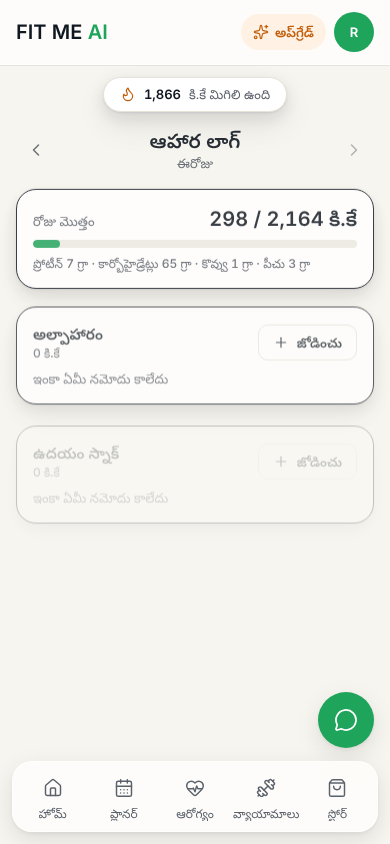 FIT ME AI
అప్‌గ్రేడ్
R
1,866 కి.కే మిగిలి ఉంది
ఆహార లాగ్
ఈరోజు
రోజు మొత్తం
298 / 2,164 కి.కే
ప్రోటీన్ 7 గ్రా · కార్బోహైడ్రేట్లు 65 గ్రా · కొవ్వు 1 గ్రా · పీచు 3 గ్రా
అల్పాహారం
0 కి.కే
+ జోడించు
ఇంకా ఏమీ నమోదు కాలేదు
ఉదయం స్నాక్
0 కి.కే
+ జోడించు
ఇంకా ఏమీ నమోదు కాలేదు
హోమ్
ప్లానర్
ఆరోగ్యం
వ్యాయామాలు
స్టోర్